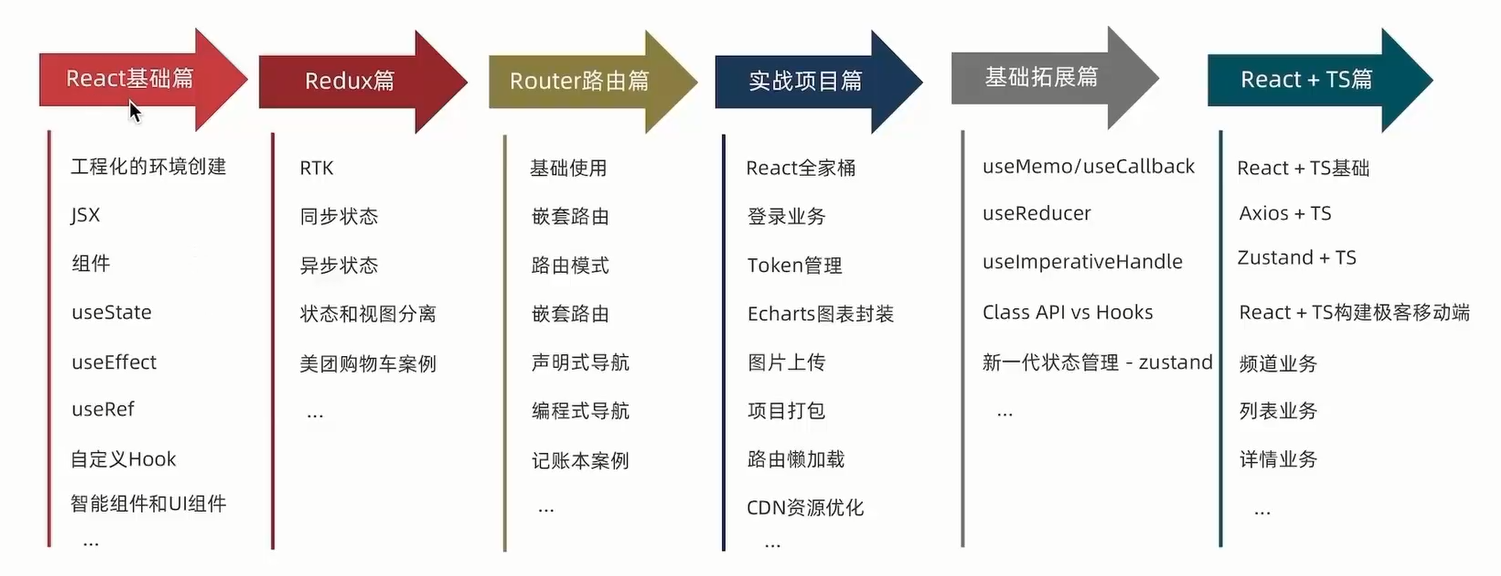 React基础篇
工程化的环境创建
JSX
组件
useState
useEffect
useRef
自定义Hook
智能组件和UI组件
...
Redux篇
RTK
同步状态
异步状态
状态和视图分离
美团购物车案例
...
Router路由篇
基础使用
嵌套路由
路由模式
嵌套路由
声明式导航
编程式导航
记账本案例
...
实战项目篇
React全家桶
登录业务
Token管理
Echarts图表封装
图片上传
项目打包
路由懒加载
CDN资源优化
...
基础拓展篇
useMemo/useCallback
useReducer
useImperativeHandle
Class API vs Hooks
新一代状态管理 - zustand
...
React + TS篇
React + TS基础
Axios + TS
Zustand + TS
React + TS构建极客移动端
频道业务
列表业务
详情业务
...